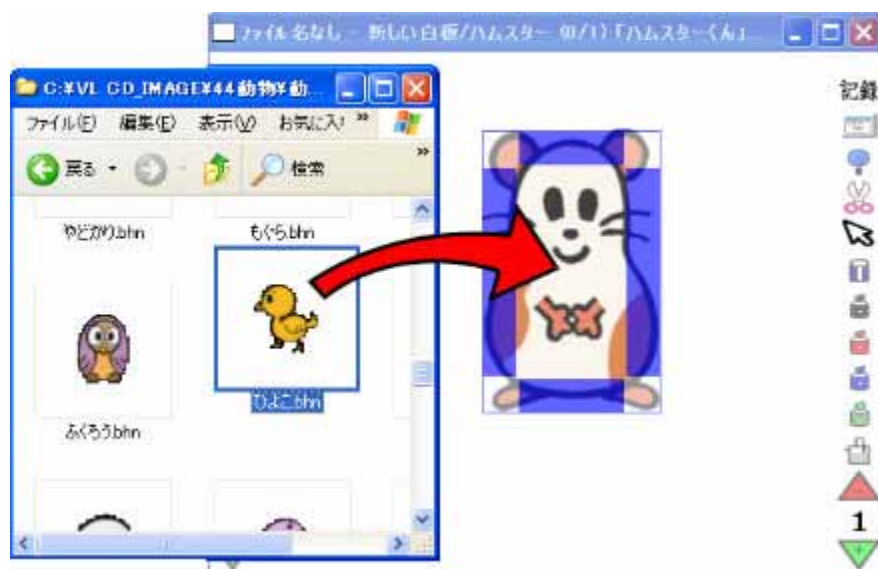 ファイル名なし - 新しい白板/ハムスター (0/1)「ハムスターくん」...
C:¥VL CD_IMAGE¥44動物¥動...
ファイル(F) 編集(E) 表示(V) お気に入り »
戻る 検索 »
やどかり.bhn もぐら.bhn
ふくろう.bhn
ひよこ.bhn
記録
1